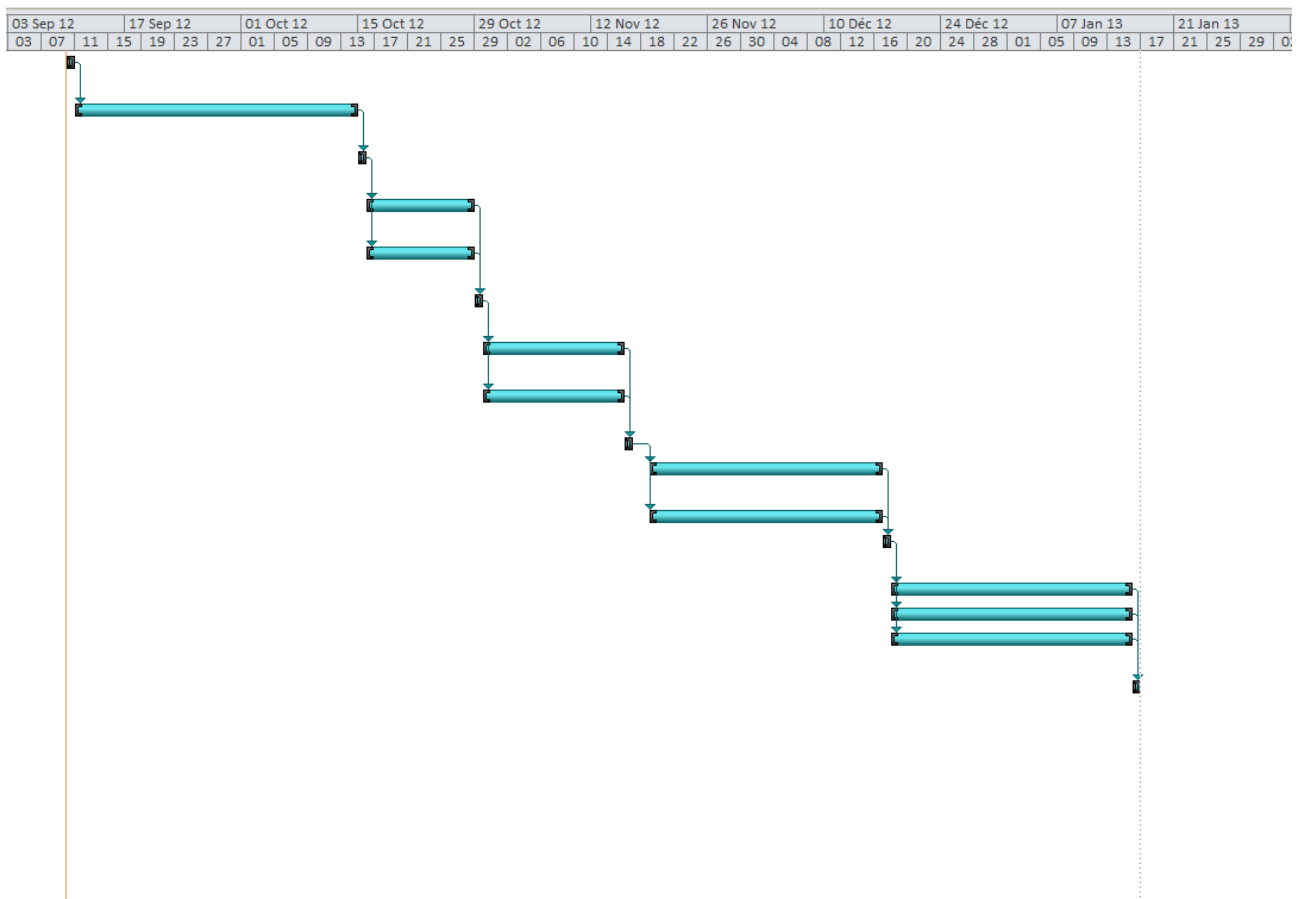 03 Sep 12 17 Sep 12 01 Oct 12 15 Oct 12 29 Oct 12 12 Nov 12 26 Nov 12 10 Déc 12 24 Déc 12 07 Jan 13 21 Jan 13
03 07 11 15 19 23 27 01 05 09 13 17 21 25 29 02 06 10 14 18 22 26 30 04 08 12 16 20 24 28 01 05 09 13 17 21 25 29